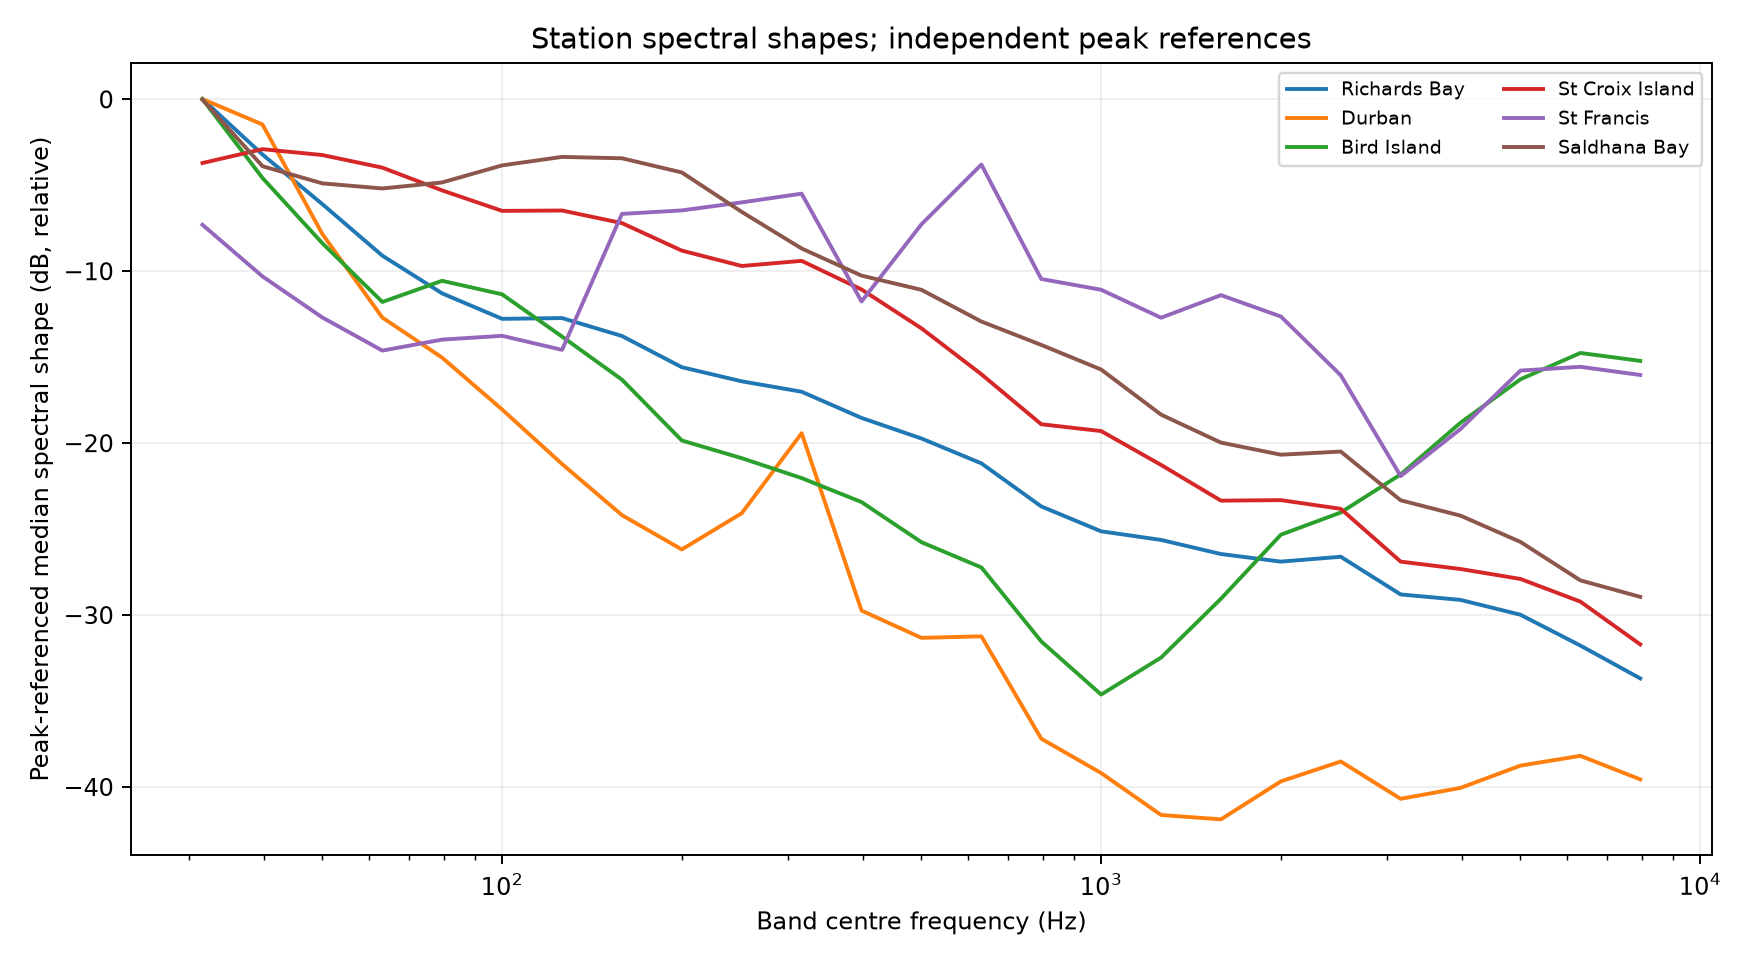 Station spectral shapes; independent peak references
Richards Bay
Durban
Bird Island
St Croix Island
St Francis
Saldhana Bay
Peak-referenced median spectral shape (dB, relative)
0
−10
−20
−30
−40
10²
10³
10⁴
Band centre frequency (Hz)